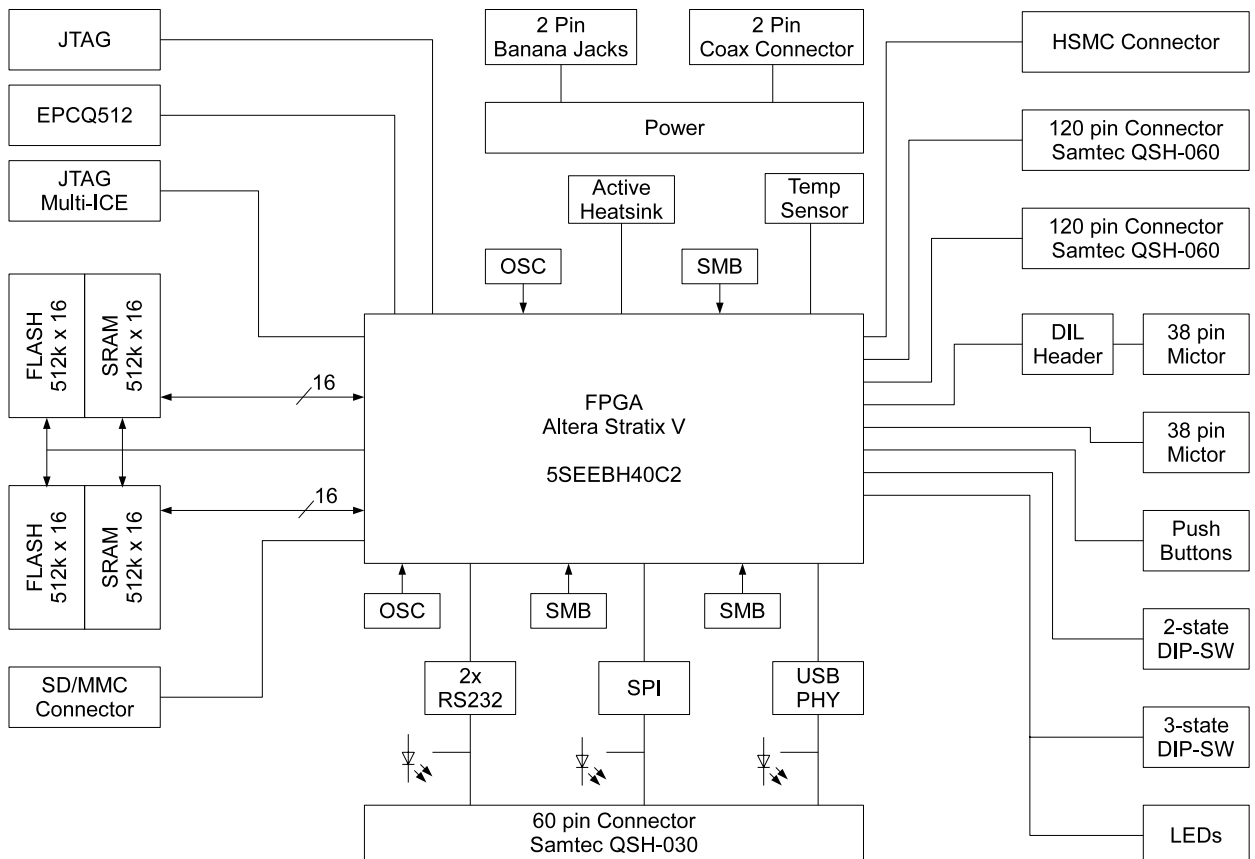 JTAG
EPCQ512
JTAG
Multi-ICE
2 Pin
Banana Jacks
2 Pin
Coax Connector
Power
Active
Heatsink
Temp
Sensor
OSC
SMB
HSMC Connector
120 pin Connector
Samtec QSH-060
120 pin Connector
Samtec QSH-060
DIL
Header
38 pin
Mictor
38 pin
Mictor
Push
Buttons
2-state
DIP-SW
3-state
DIP-SW
LEDs
FLASH
512k x 16
SRAM
512k x 16
16
FPGA
Altera Stratix V
5SEEBH40C2
FLASH
512k x 16
SRAM
512k x 16
16
SD/MMC
Connector
OSC
SMB
SMB
2x
RS232
SPI
USB
PHY
60 pin Connector
Samtec QSH-030